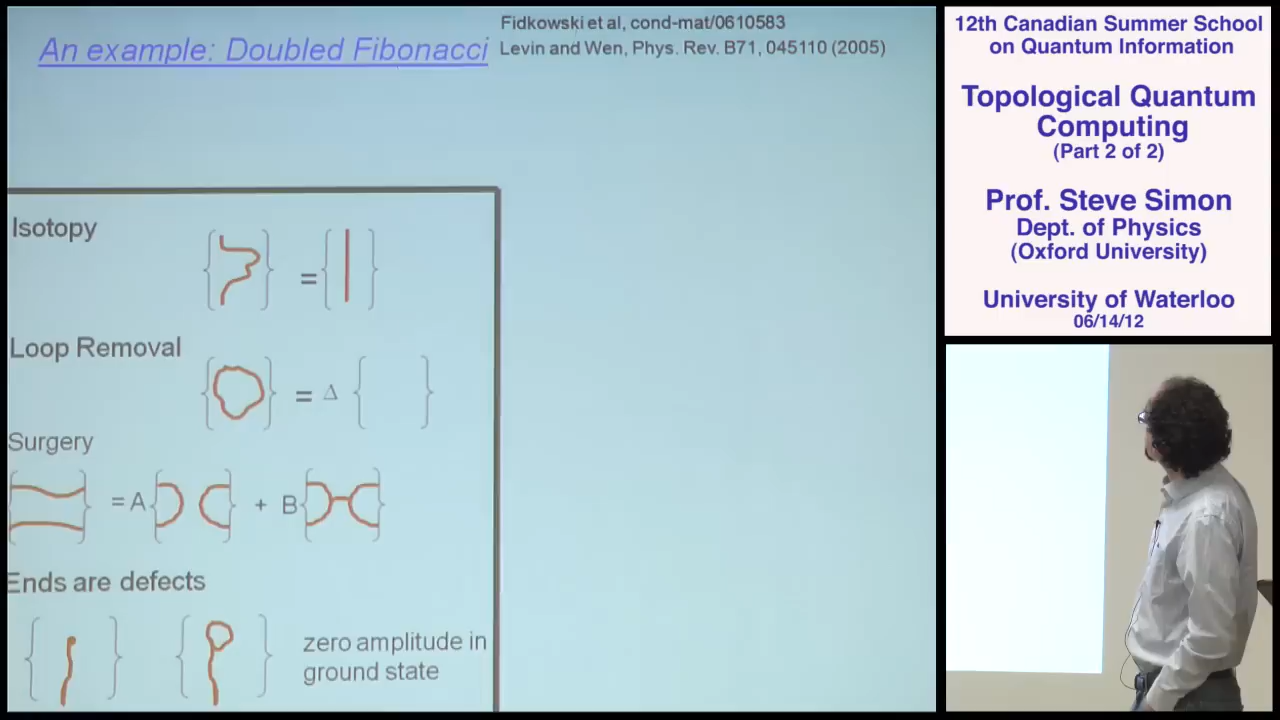 An example: Doubled Fibonacci
Fidkowski et al, cond-mat/0610583
Levin and Wen, Phys. Rev. B71, 045110 (2005)
Isotopy
=
Loop Removal
= Δ
Surgery
= A + B
Ends are defects
zero amplitude in
ground state
12th Canadian Summer School
on Quantum Information
Topological Quantum
Computing
(Part 2 of 2)
Prof. Steve Simon
Dept. of Physics
(Oxford University)
University of Waterloo
06/14/12